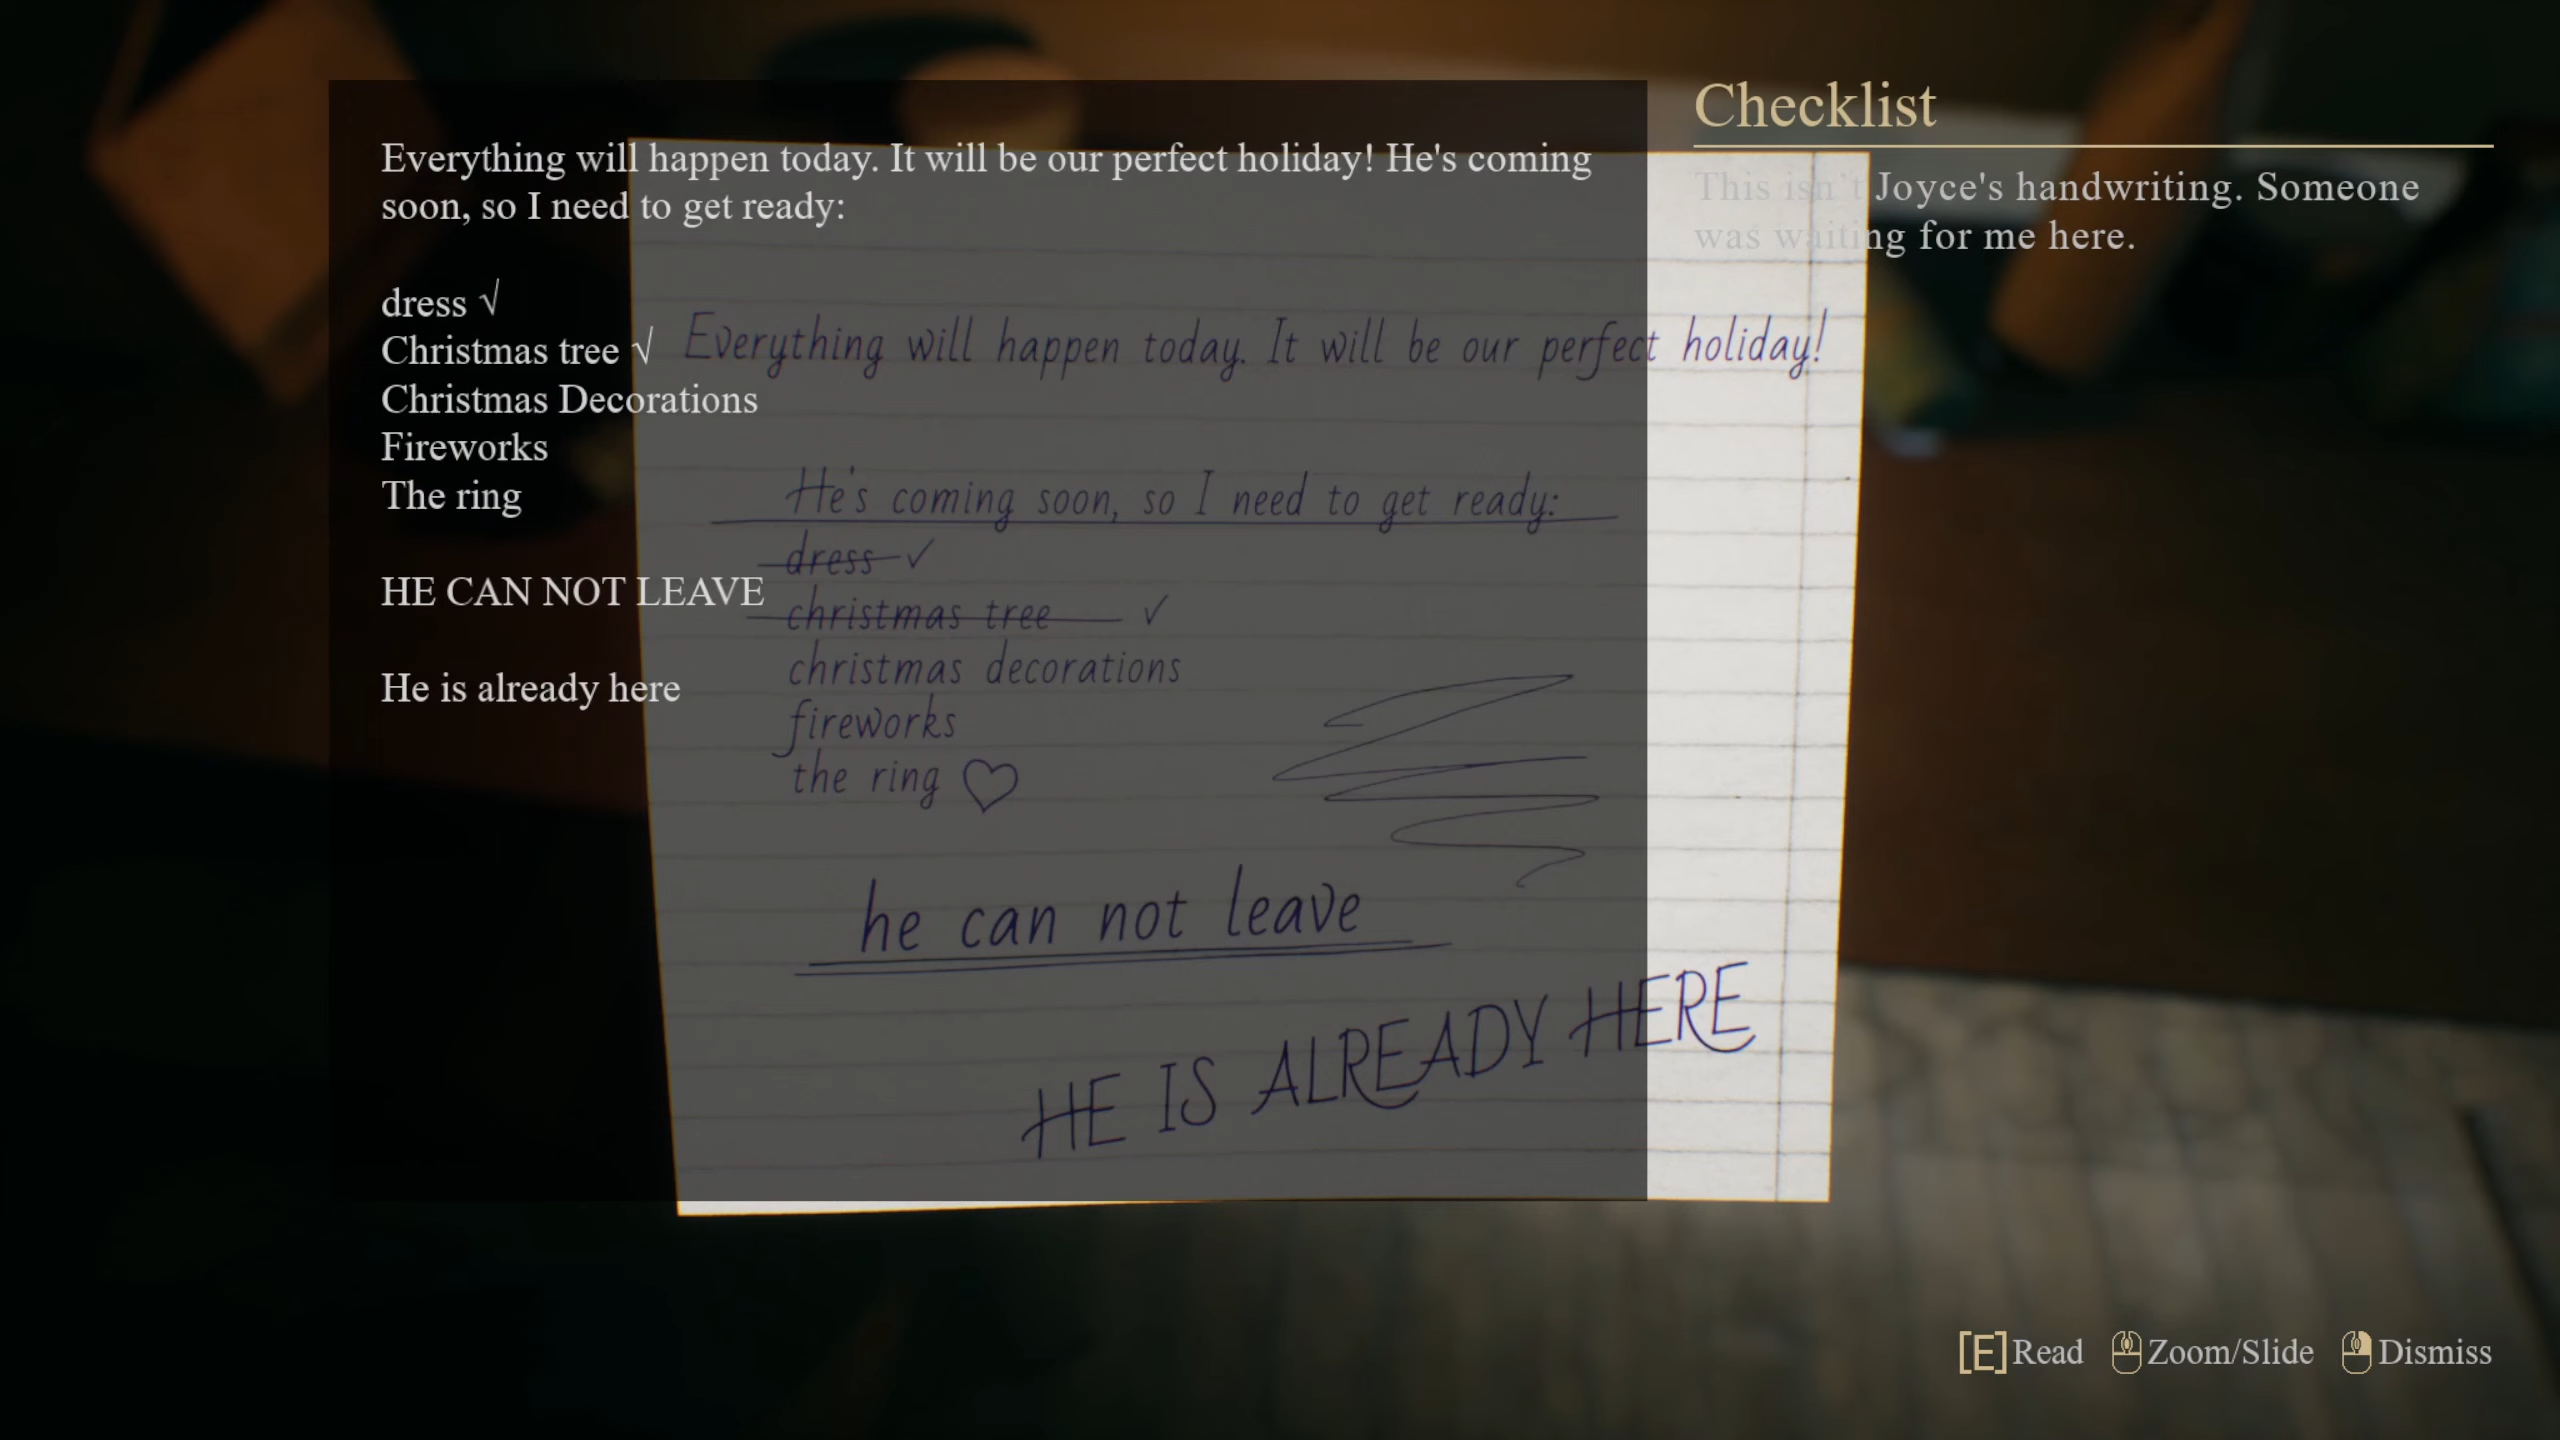 Everything will happen today. It will be our perfect holiday! He's coming
soon, so I need to get ready:
dress √
Christmas tree √
Christmas Decorations
Fireworks
The ring
HE CAN NOT LEAVE
He is already here
Everything will happen today. It will be our perfect holiday!
He's coming soon, so I need to get ready:
dress ✓
christmas tree ✓
christmas decorations
fireworks
the ring ♡
he can not leave
HE IS ALREADY HERE
Checklist
This isn't Joyce's handwriting. Someone
was waiting for me here.
[E] Read Zoom/Slide Dismiss